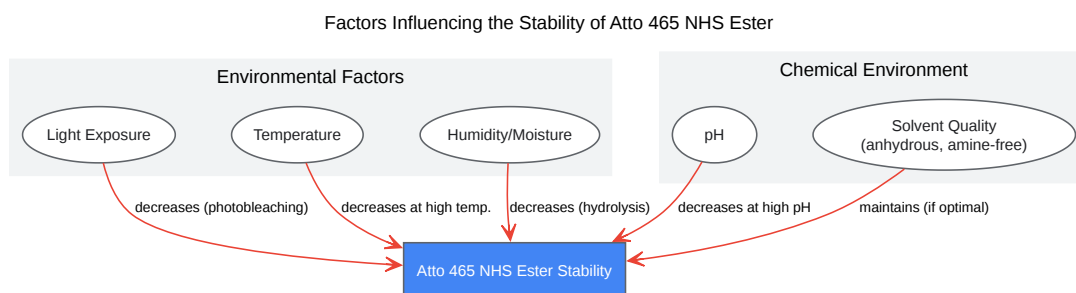 Factors Influencing the Stability of Atto 465 NHS Ester
Environmental Factors
Chemical Environment
Light Exposure
Temperature
Humidity/Moisture
pH
Solvent Quality
(anhydrous, amine-free)
decreases (photobleaching)
decreases at high temp.
decreases (hydrolysis)
decreases at high pH
maintains (if optimal)
Atto 465 NHS Ester Stability